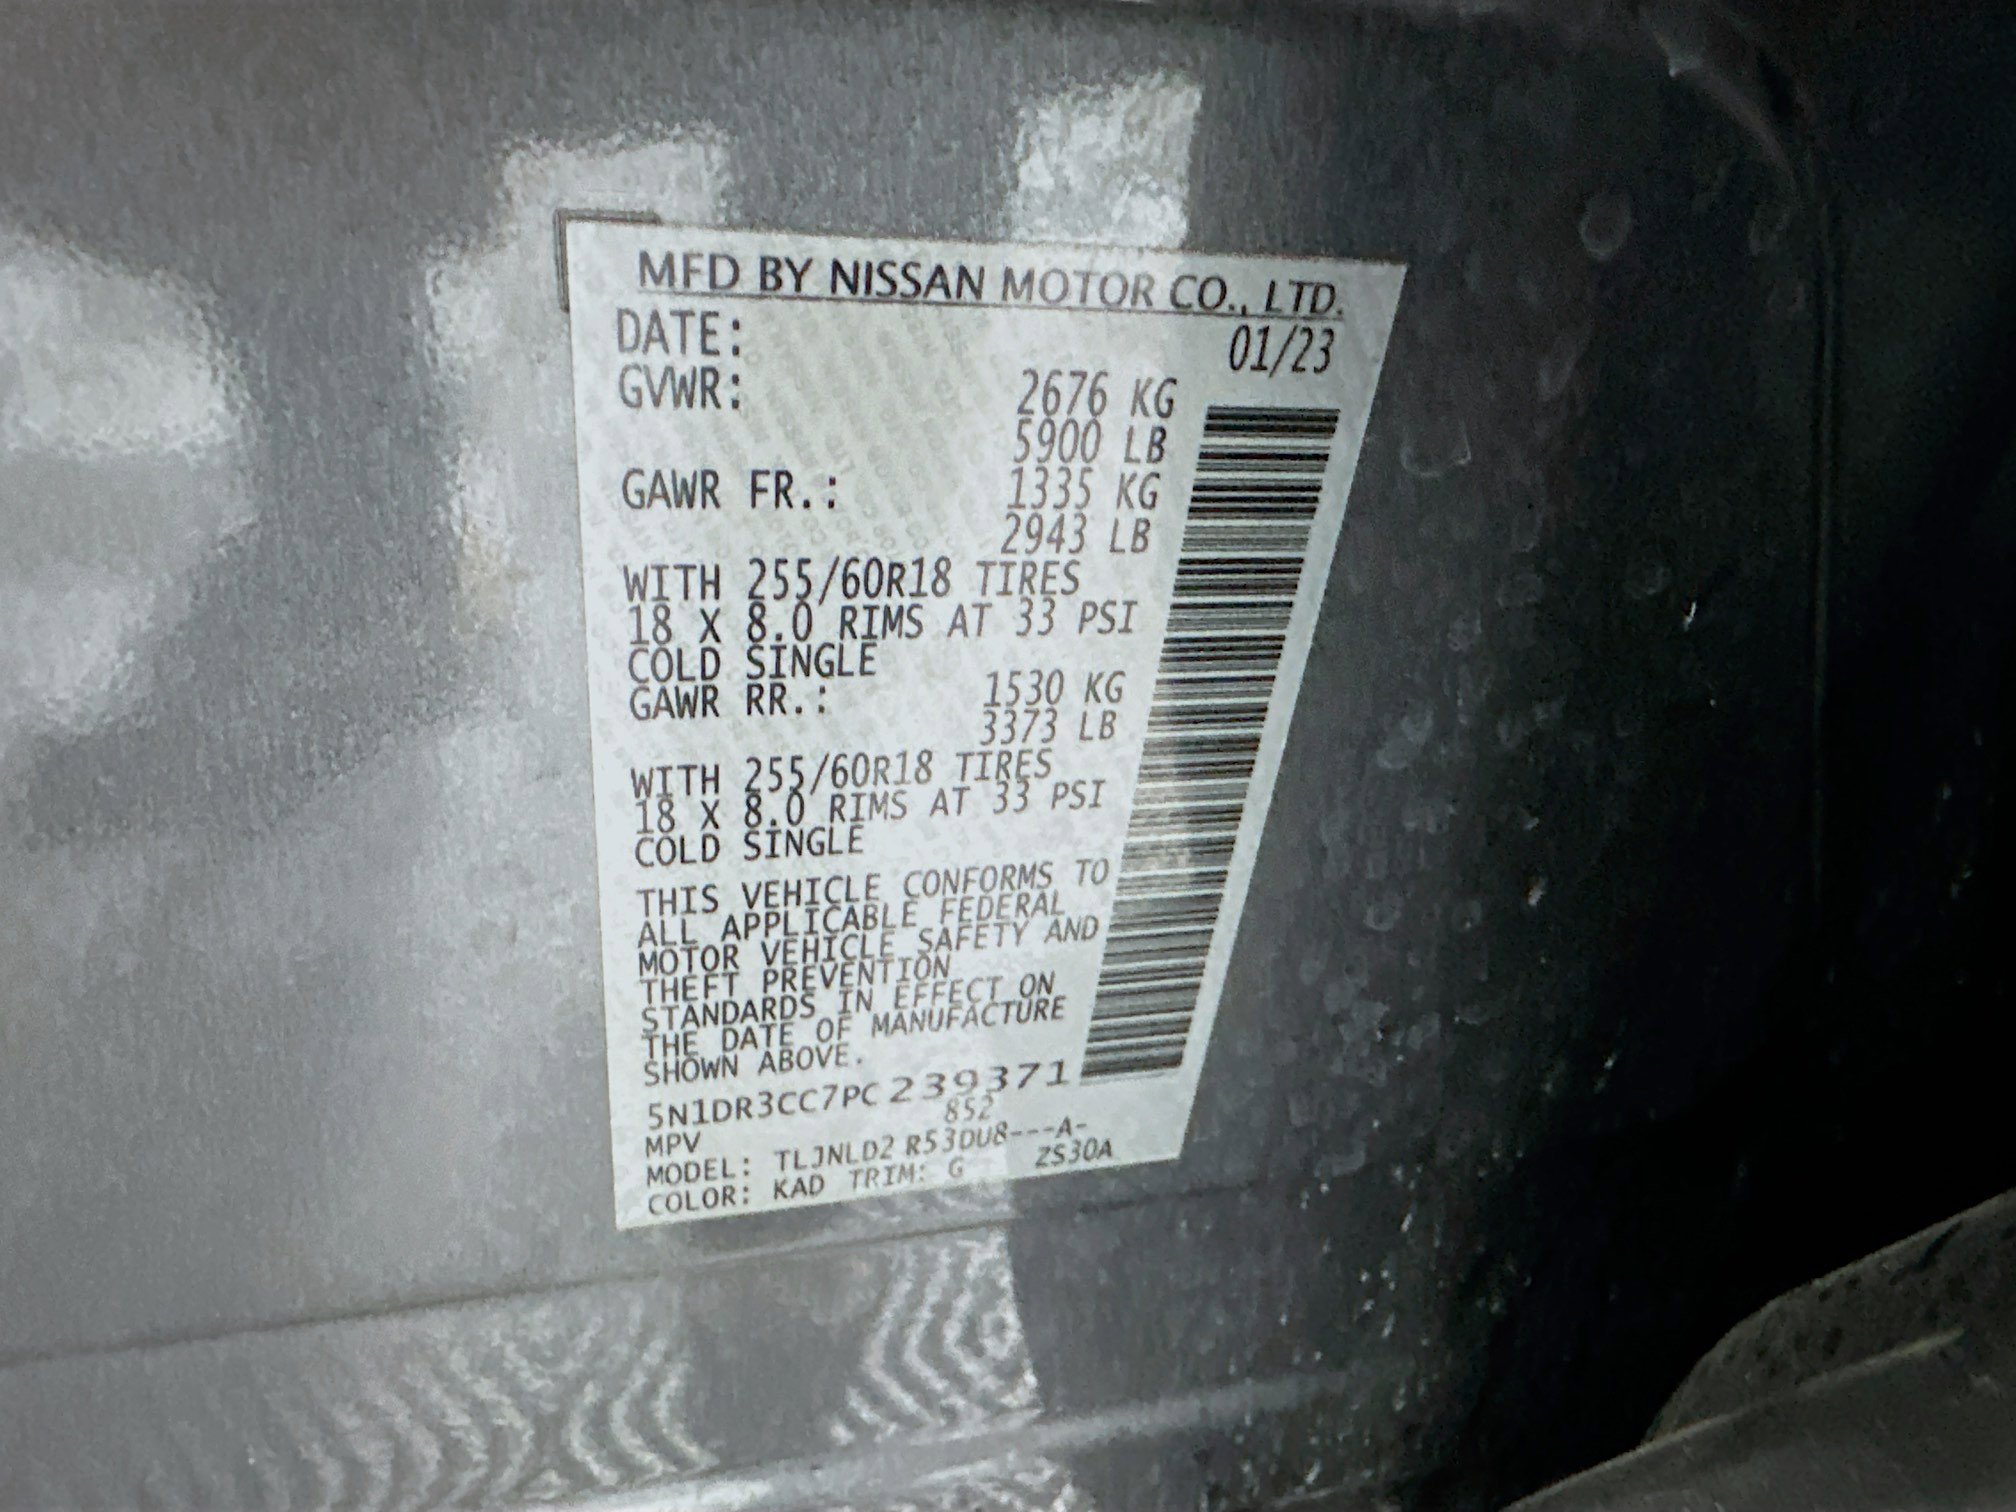 MFD BY NISSAN MOTOR CO., LTD.
DATE: 01/23
GVWR: 2676 KG
5900 LB
GAWR FR.: 1335 KG
2943 LB
WITH 255/60R18 TIRES
18 X 8.0 RIMS AT 33 PSI
COLD SINGLE
GAWR RR.: 1530 KG
3373 LB
WITH 255/60R18 TIRES
18 X 8.0 RIMS AT 33 PSI
COLD SINGLE
THIS VEHICLE CONFORMS TO
ALL APPLICABLE FEDERAL
MOTOR VEHICLE SAFETY AND
THEFT PREVENTION
STANDARDS IN EFFECT ON
THE DATE OF MANUFACTURE
SHOWN ABOVE.
5N1DR3CC7PC239371
MPV 852
MODEL: TLJNLD2 R53DU8---A-
COLOR: KAD TRIM: G ZS30A